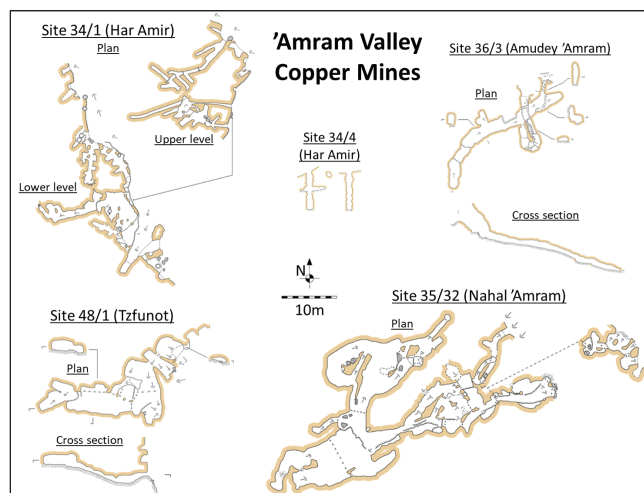 'Amram Valley
Copper Mines
Site 34/1 (Har Amir)
Plan
Upper level
Lower level
Site 34/4
(Har Amir)
Site 36/3 (Amudey 'Amram)
Plan
Cross section
N
10m
Site 48/1 (Tzfunot)
Plan
Cross section
Site 35/32 (Nahal 'Amram)
Plan